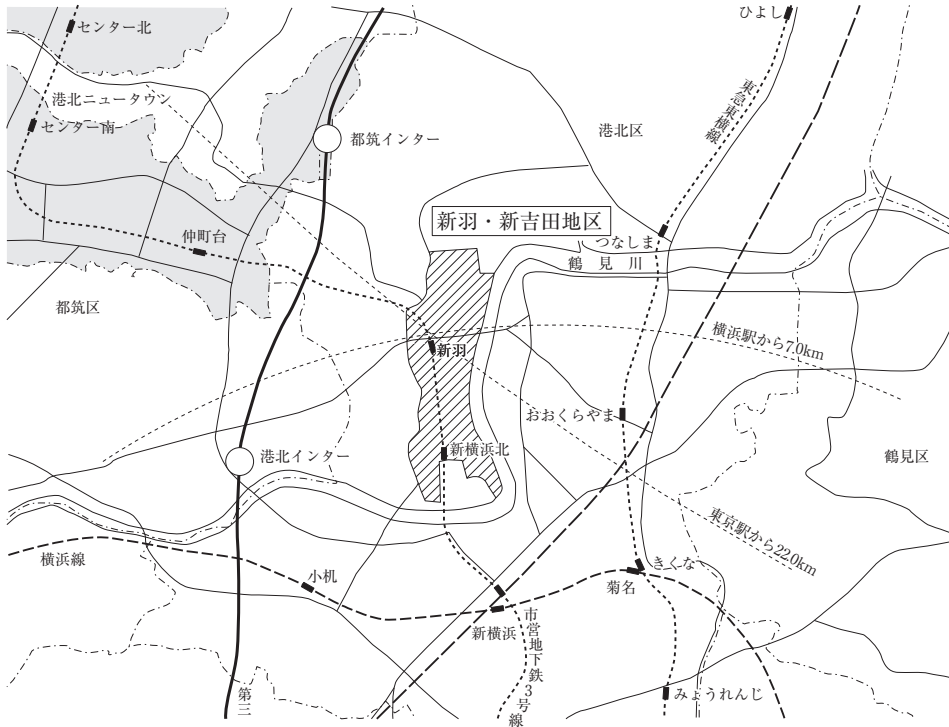 センター北
ひよし
港北ニュータウン
東急東横線
センター南
都筑インター
港北区
新羽・新吉田地区
仲町台
つなしま
鶴見川
都筑区
横浜駅から7.0km
新羽
おおくらやま
新横浜北
港北インター
鶴見区
東京駅から22.0km
横浜線
きくな
小机
菊名
新横浜
市営地下鉄3号線
第三
みょうれんじ